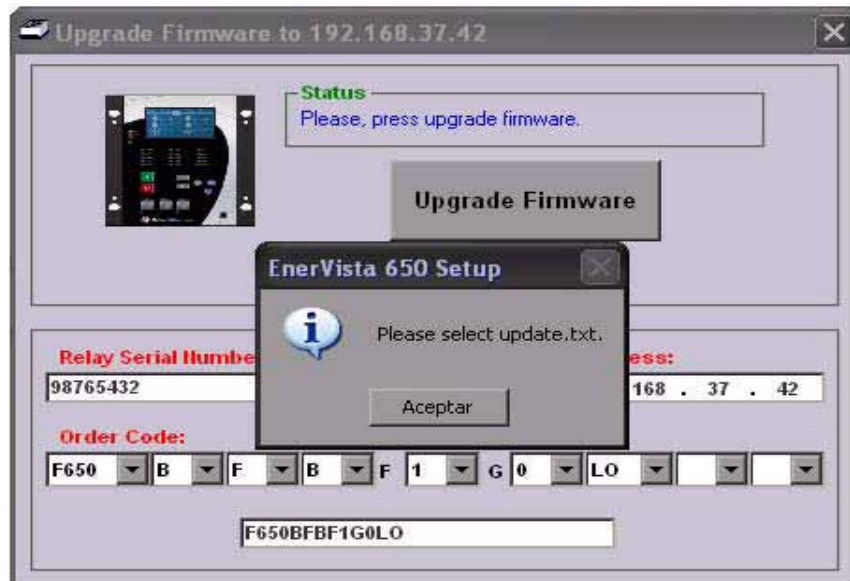 Upgrade Firmware to 192.168.37.42
Status
Please, press upgrade firmware.
Upgrade Firmware
EnerVista 650 Setup
Please select update.txt.
Aceptar
Relay Serial Numbe
ess:
98765432
168 . 37 . 42
Order Code:
F650 B F B F 1 G 0 LO
F650BFBF1G0LO